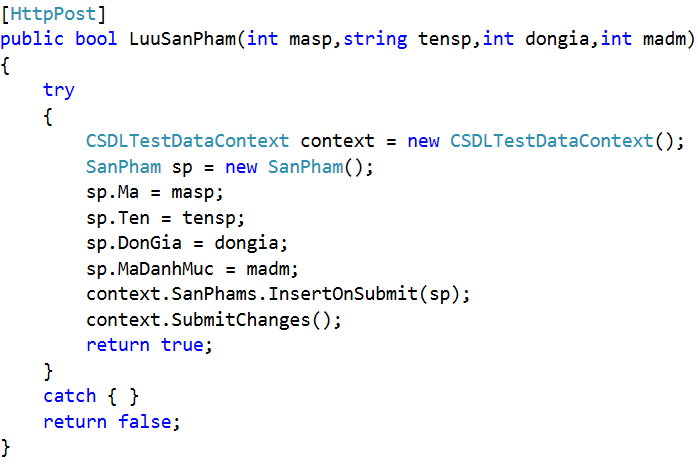 [HttpPost]
public bool LuuSanPham(int masp,string tensp,int dongia,int madm)
{
    try
    {
        CSDLTestDataContext context = new CSDLTestDataContext();
        SanPham sp = new SanPham();
        sp.Ma = masp;
        sp.Ten = tensp;
        sp.DonGia = dongia;
        sp.MaDanhMuc = madm;
        context.SanPhams.InsertOnSubmit(sp);
        context.SubmitChanges();
        return true;
    }
    catch { }
    return false;
}